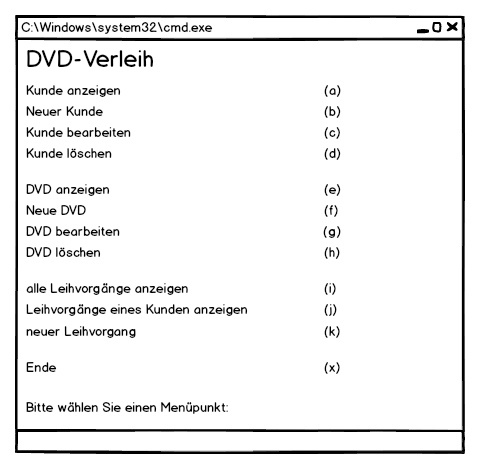 C:\Windows\system32\cmd.exe
DVD-Verleih
Kunde anzeigen (a)
Neuer Kunde (b)
Kunde bearbeiten (c)
Kunde löschen (d)
DVD anzeigen (e)
Neue DVD (f)
DVD bearbeiten (g)
DVD löschen (h)
alle Leihvorgänge anzeigen (i)
Leihvorgänge eines Kunden anzeigen (j)
neuer Leihvorgang (k)
Ende (x)
Bitte wählen Sie einen Menüpunkt: